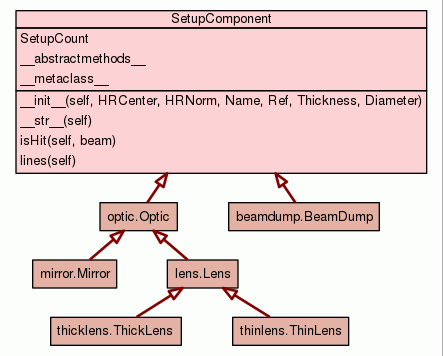 SetupComponent
SetupCount
__abstractmethods__
__metaclass__
__init__(self, HRCenter, HRNorm, Name, Ref, Thickness, Diameter)
__str__(self)
isHit(self, beam)
lines(self)
optic.Optic
beamdump.BeamDump
mirror.Mirror
lens.Lens
thicklens.ThickLens
thinlens.ThinLens